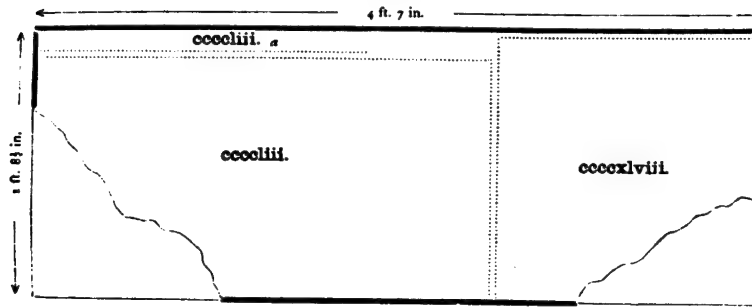 4 ft. 7 in.
ccccliii. a
1 ft. 8½ in.
ccccliii.
ccccxlviii.